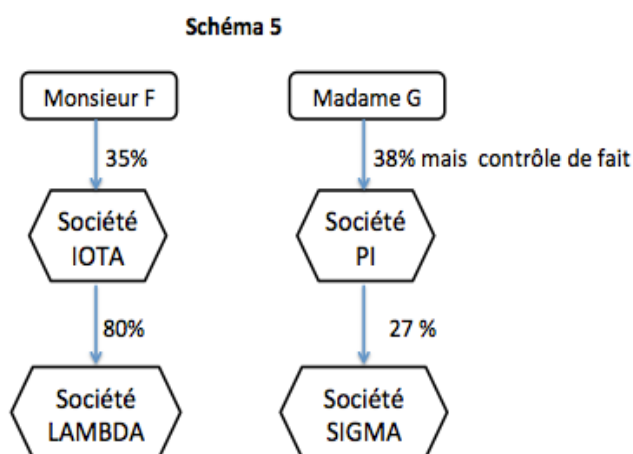 Schéma 5
Monsieur F
Madame G
35%
38% mais contrôle de fait
Société
IOTA
Société
PI
80%
27 %
Société
LAMBDA
Société
SIGMA